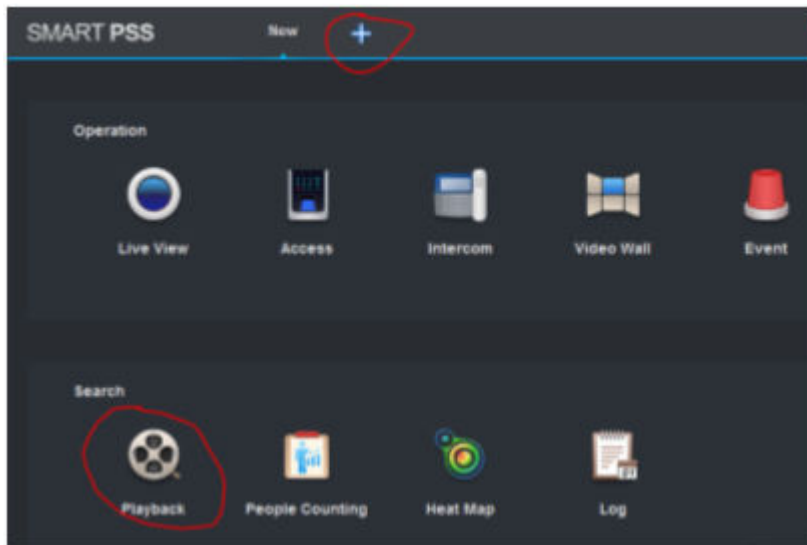 SMART PSS New +
Operation
Live View Access Intercom Video Wall Event
Search
Playback People Counting Heat Map Log